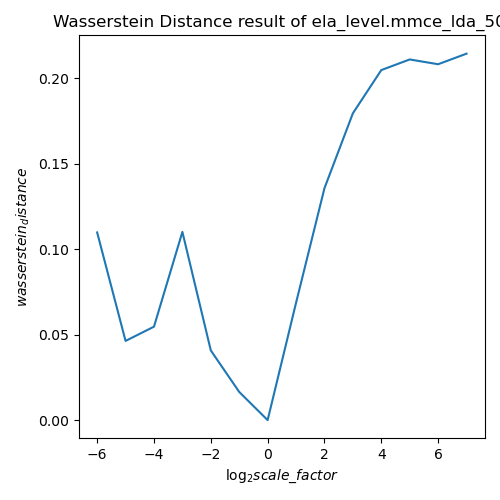 Wasserstein Distance result of ela_level.mmce_lda_50
0.20
0.15
0.10
0.05
0.00
wasserstein_distance
−6 −4 −2 0 2 4 6
log₂scale_factor